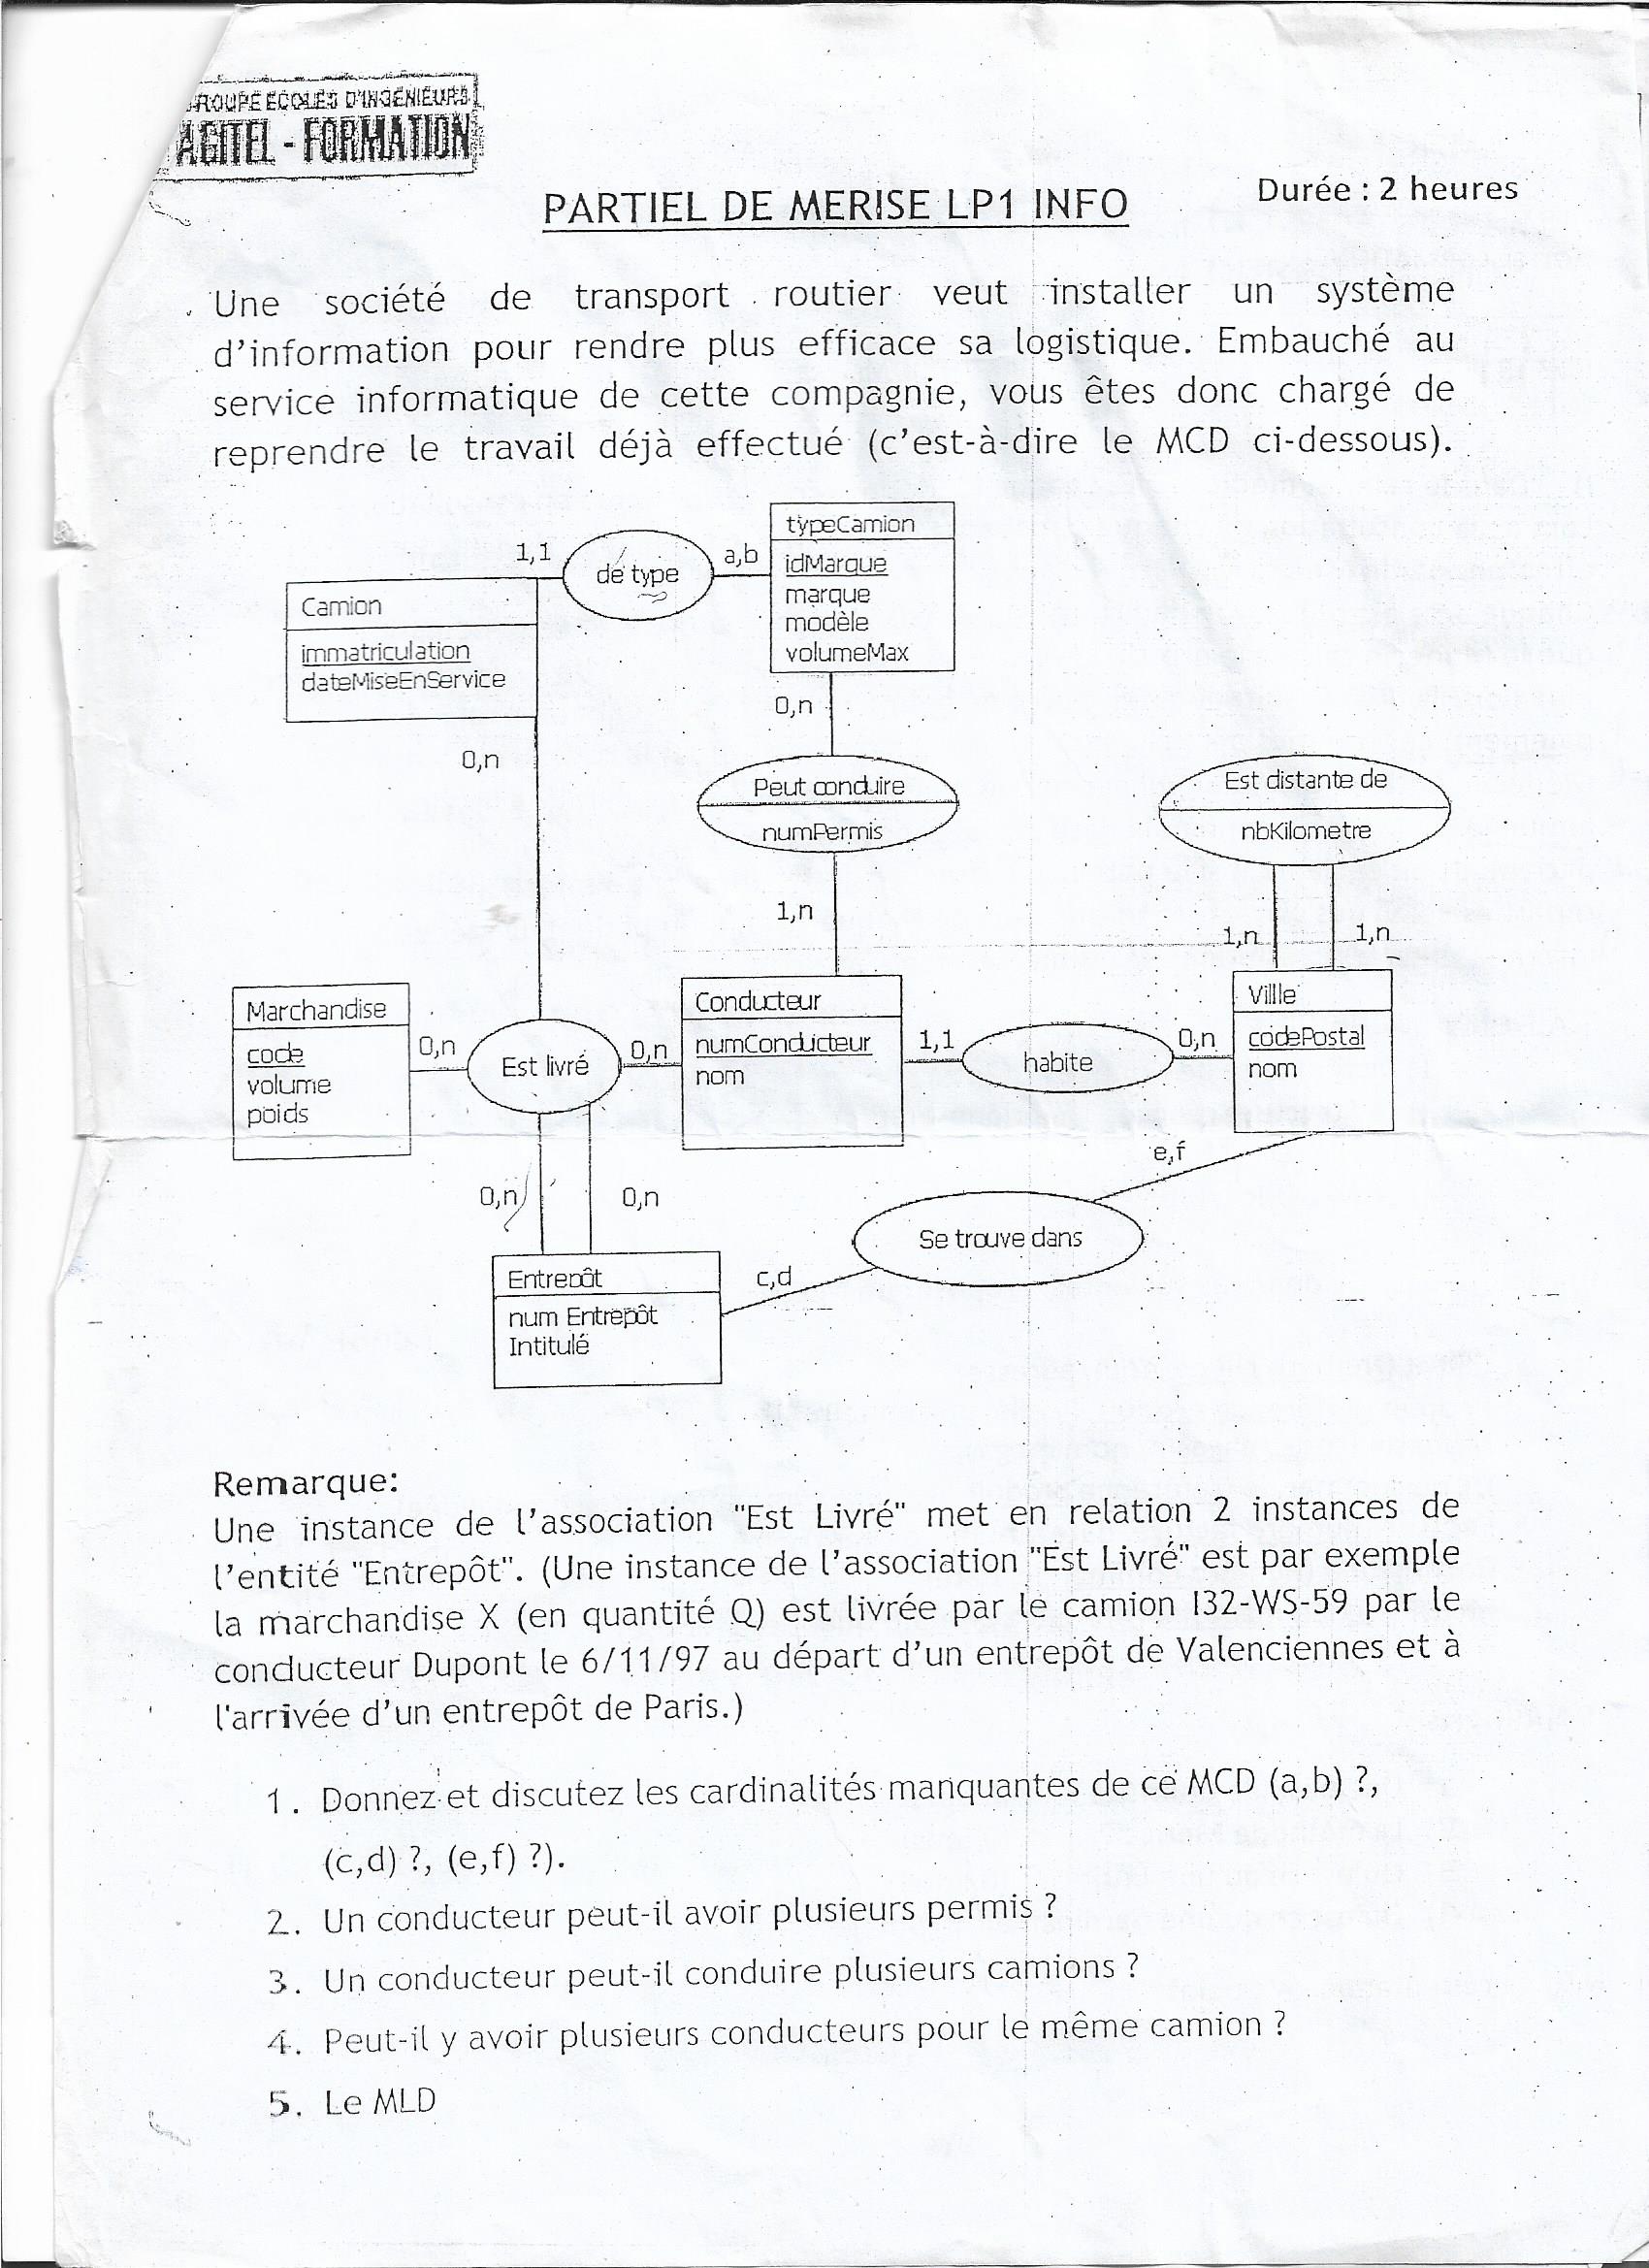 GROUPE ECOLES D'INGENIEURS
AGITEL - FORMATION
PARTIEL DE MERISE LP1 INFO
Durée : 2 heures
Une société de transport routier veut installer un système
d'information pour rendre plus efficace sa logistique. Embauché au
service informatique de cette compagnie, vous êtes donc chargé de
reprendre le travail déjà effectué (c'est-à-dire le MCD ci-dessous).
typeCamion
1,1
de type
a,b
idMarque
marque
modèle
volumeMax
Camion
immatriculation
dateMiseEnService
0,n
0,n
Peut conduire
numPermis
Est distante de
nbKilometre
1,n
1,n
1,n
Marchandise
code
volume
poids
0,n
Est livré
0,n
Conducteur
numConducteur
nom
1,1
habite
0,n
Villle
codePostal
nom
e,f
0,n
0,n
Se trouve dans
c,d
Entrepôt
num Entrepôt
Intitulé
Remarque:
Une instance de l'association "Est Livré" met en relation 2 instances de
l'entité "Entrepôt". (Une instance de l'association "Est Livré" est par exemple
la marchandise X (en quantité Q) est livrée par le camion I32-WS-59 par le
conducteur Dupont le 6/11/97 au départ d'un entrepôt de Valenciennes et à
l'arrivée d'un entrepôt de Paris.)
1. Donnez et discutez les cardinalités manquantes de ce MCD (a,b) ?,
(c,d) ?, (e,f) ?).
2. Un conducteur peut-il avoir plusieurs permis ?
3. Un conducteur peut-il conduire plusieurs camions ?
4. Peut-il y avoir plusieurs conducteurs pour le même camion ?
5. Le MLD